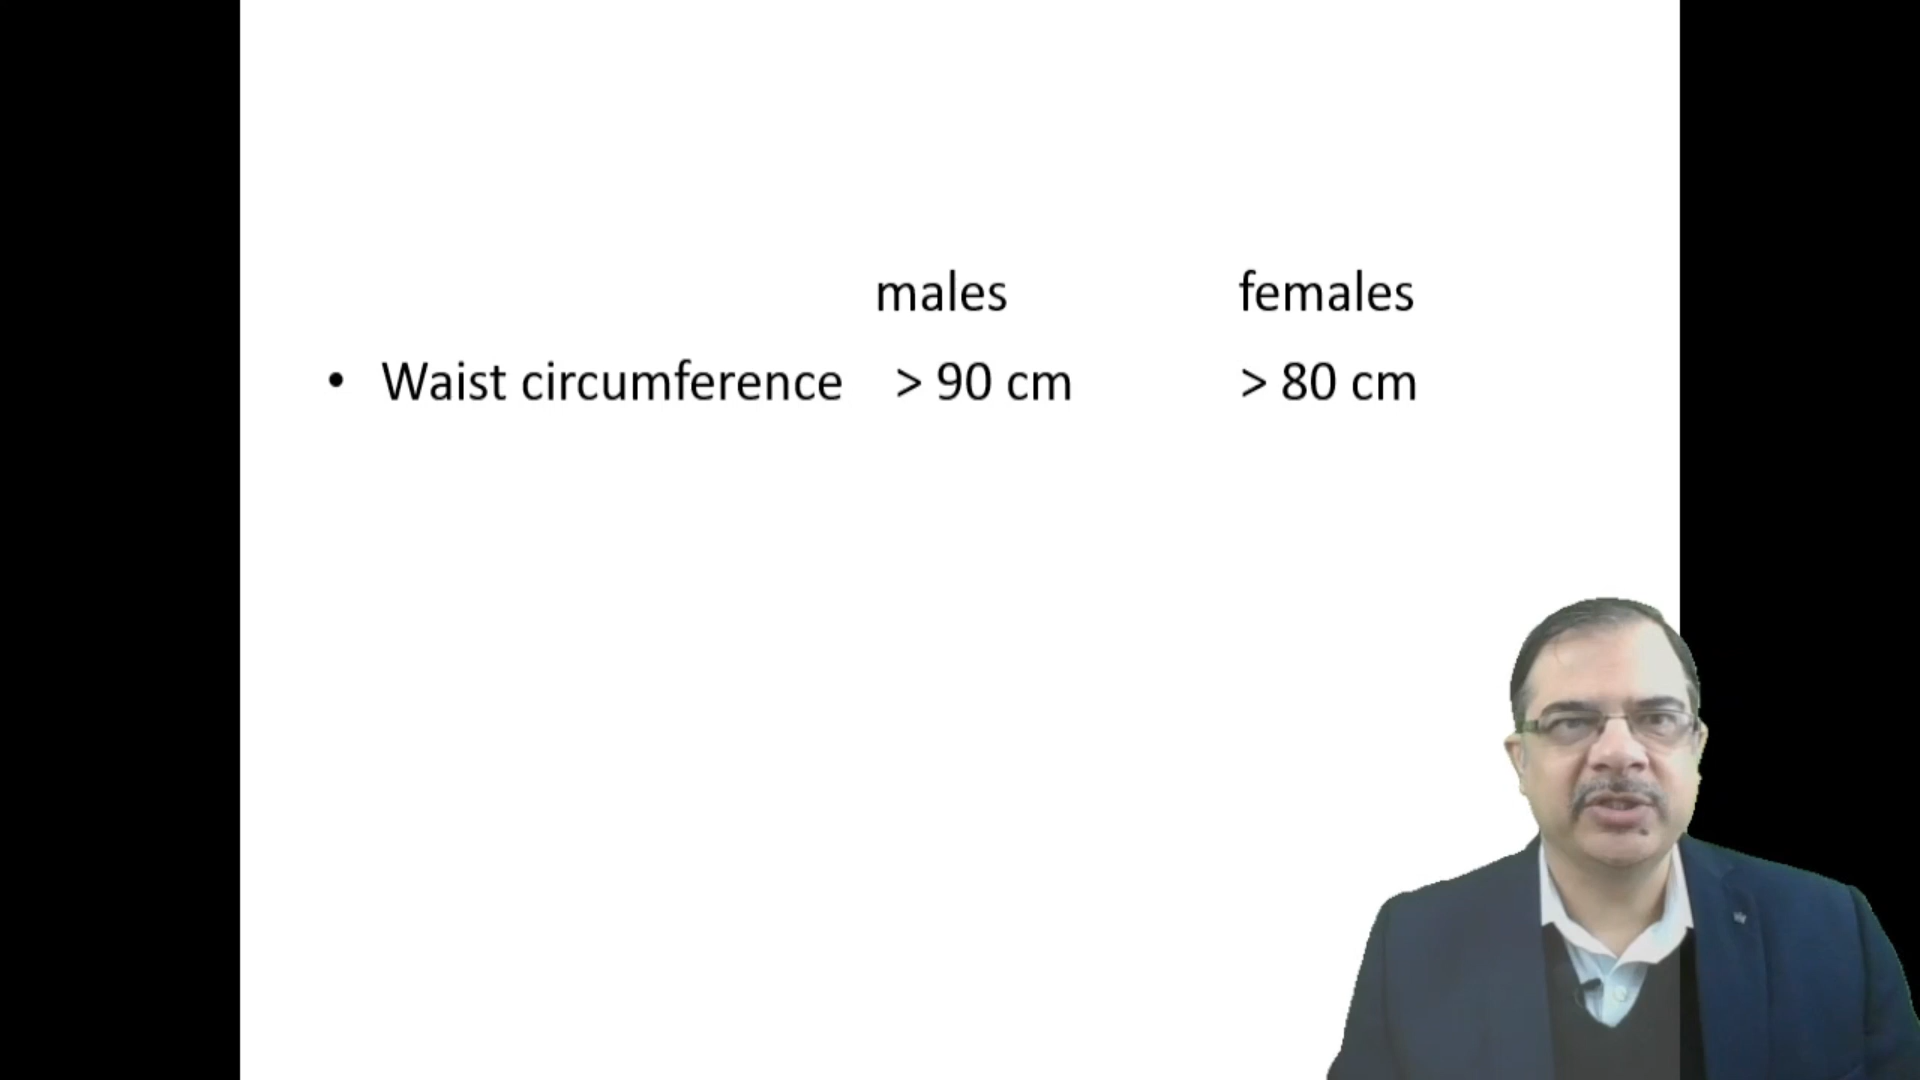 males females
• Waist circumference > 90 cm > 80 cm